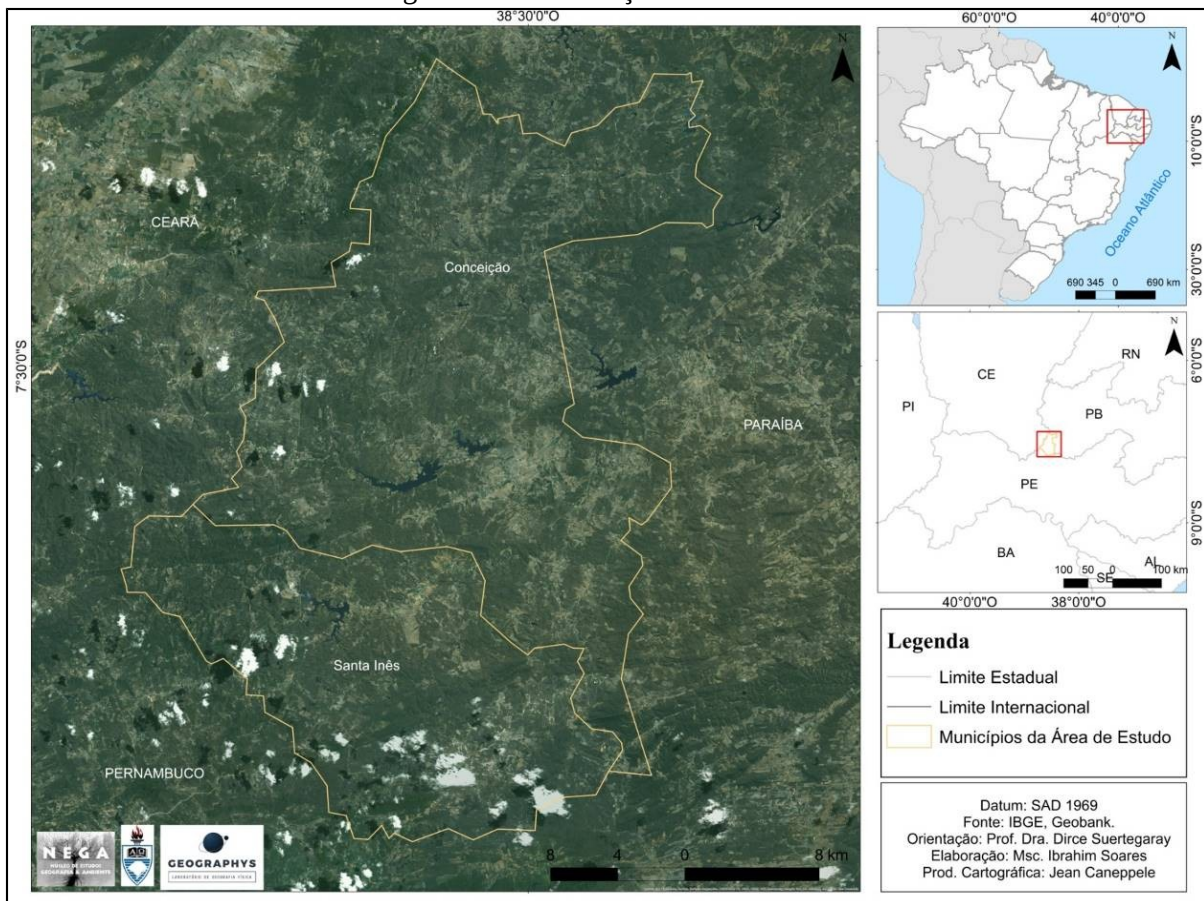 38°30'0"O
7°30'0"S
N
CEARÁ
Conceição
PARAÍBA
Santa Inês
PERNAMBUCO
NEGA
NÚCLEO DE ESTUDOS
GEOGRAFIA & AMBIENTE
GEOGRAPHYS
LABORATÓRIO DE GEOGRAFIA FÍSICA
8 4 0 8 km
60°0'0"O 40°0'0"O
N
10°0'0"S
30°0'0"S
Oceano Atlântico
690 345 0 690 km
N
RN
CE
PI
PB
PE
BA
AL
SE
6°0'0"S
9°0'0"S
100 50 0 100 km
40°0'0"O 38°0'0"O
Legenda
Limite Estadual
Limite Internacional
Municípios da Área de Estudo
Datum: SAD 1969
Fonte: IBGE, Geobank.
Orientação: Prof. Dra. Dirce Suertegaray
Elaboração: Msc. Ibrahim Soares
Prod. Cartográfica: Jean Caneppele